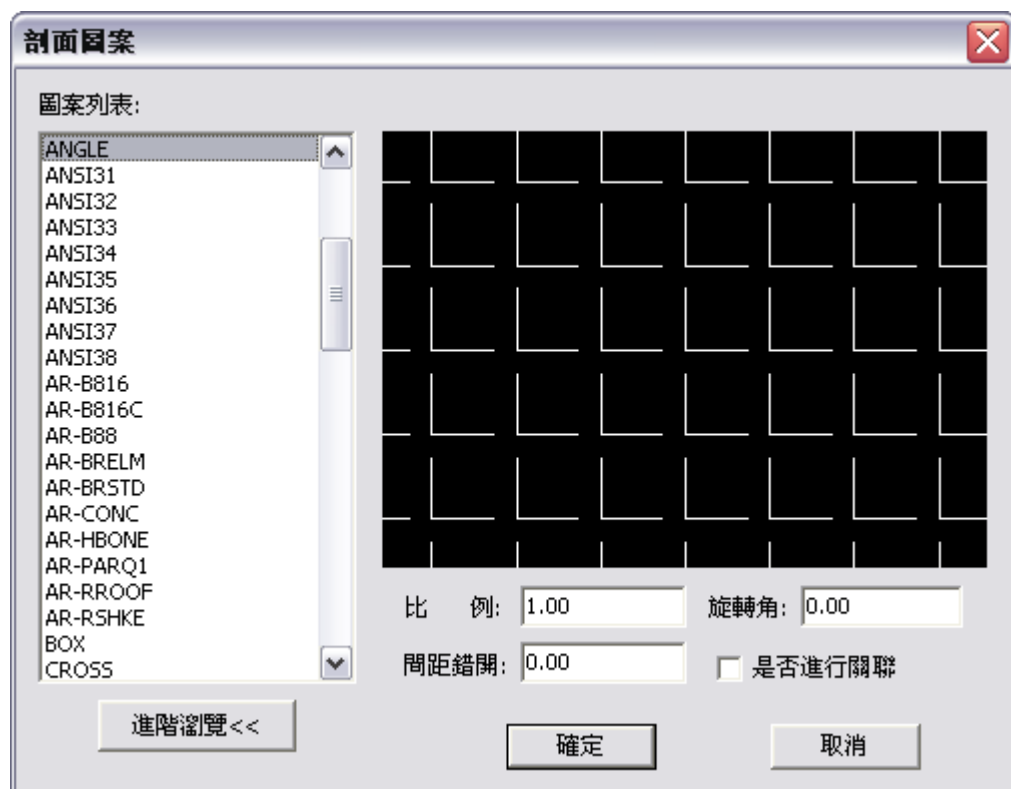 剖面圖案
圖案列表:
ANGLE
ANSI31
ANSI32
ANSI33
ANSI34
ANSI35
ANSI36
ANSI37
ANSI38
AR-B816
AR-B816C
AR-B88
AR-BRELM
AR-BRSTD
AR-CONC
AR-HBONE
AR-PARQ1
AR-RROOF
AR-RSHKE
BOX
CROSS
比 例: 1.00 旋轉角: 0.00
間距錯開: 0.00 是否進行關聯
進階瀏覽<< 確定 取消